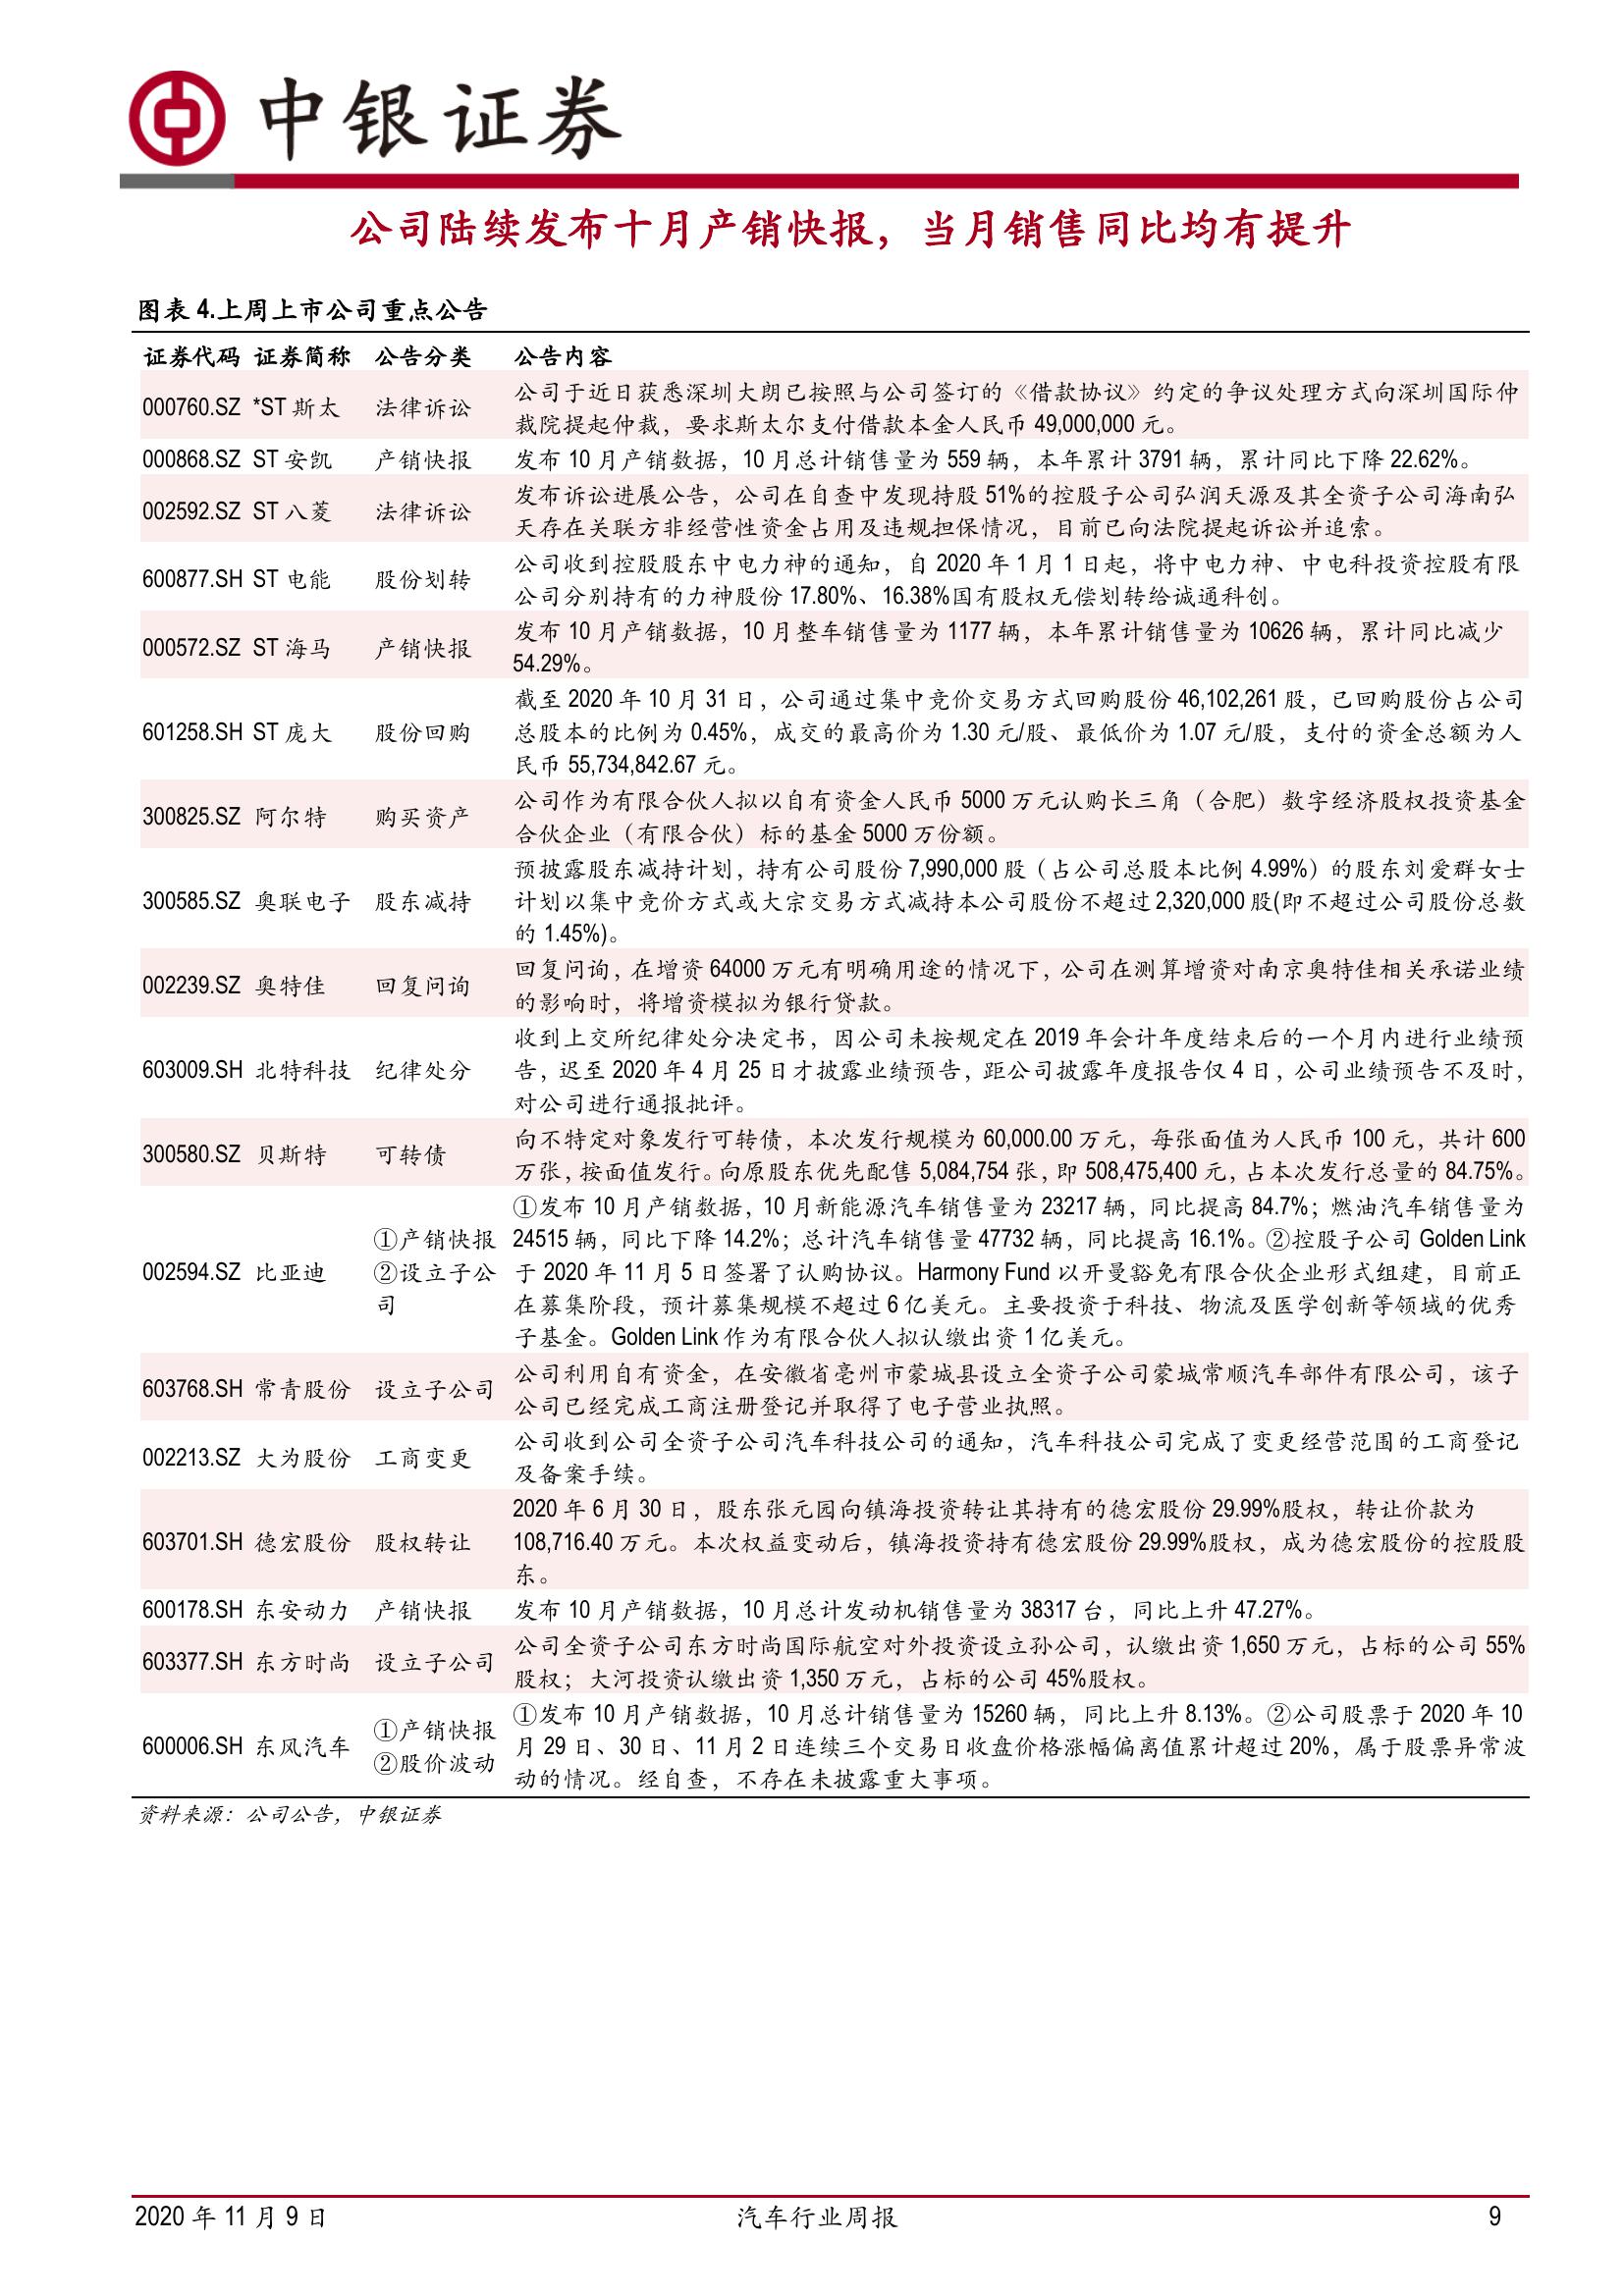 中银证券
公司陆续发布十月产销快报，当月销售同比均有提升
图表 4.上周上市公司重点公告
证券代码 证券简称 公告分类 公告内容
000760.SZ *ST 斯太 法律诉讼 公司于近日获悉深圳大朗已按照与公司签订的《借款协议》约定的争议处理方式向深圳国际仲
裁院提起仲裁，要求斯太尔支付借款本金人民币 49,000,000 元。
000868.SZ ST 安凯 产销快报 发布 10 月产销数据，10 月总计销售量为 559 辆，本年累计 3791 辆，累计同比下降 22.62%。
002592.SZ ST 八菱 法律诉讼 发布诉讼进展公告，公司在自查中发现持股 51%的控股子公司弘润天源及其全资子公司海南弘
天存在关联方非经营性资金占用及违规担保情况，目前已向法院提起诉讼并追索。
600877.SH ST 电能 股份划转 公司收到控股股东中电力神的通知，自 2020 年 1 月 1 日起，将中电力神、中电科投资控股有限
公司分别持有的力神股份 17.80%、16.38%国有股权无偿划转给诚通科创。
000572.SZ ST 海马 产销快报 发布 10 月产销数据，10 月整车销售量为 1177 辆，本年累计销售量为 10626 辆，累计同比减少
54.29%。
601258.SH ST 庞大 股份回购 截至 2020 年 10 月 31 日，公司通过集中竞价交易方式回购股份 46,102,261 股，已回购股份占公司
总股本的比例为 0.45%，成交的最高价为 1.30 元/股、最低价为 1.07 元/股，支付的资金总额为人
民币 55,734,842.67 元。
300825.SZ 阿尔特 购买资产 公司作为有限合伙人拟以自有资金人民币 5000 万元认购长三角（合肥）数字经济股权投资基金
合伙企业（有限合伙）标的基金 5000 万份额。
300585.SZ 奥联电子 股东减持 预披露股东减持计划，持有公司股份 7,990,000 股（占公司总股本比例 4.99%）的股东刘爱群女士
计划以集中竞价方式或大宗交易方式减持本公司股份不超过 2,320,000 股(即不超过公司股份总数
的 1.45%)。
002239.SZ 奥特佳 回复问询 回复问询，在增资 64000 万元有明确用途的情况下，公司在测算增资对南京奥特佳相关承诺业绩
的影响时，将增资模拟为银行贷款。
603009.SH 北特科技 纪律处分 收到上交所纪律处分决定书，因公司未按规定在 2019 年会计年度结束后的一个月内进行业绩预
告，迟至 2020 年 4 月 25 日才披露业绩预告，距公司披露年度报告仅 4 日，公司业绩预告不及时，
对公司进行通报批评。
300580.SZ 贝斯特 可转债 向不特定对象发行可转债，本次发行规模为 60,000.00 万元，每张面值为人民币 100 元，共计 600
万张，按面值发行。向原股东优先配售 5,084,754 张，即 508,475,400 元，占本次发行总量的 84.75%。
002594.SZ 比亚迪 ①产销快报 ②设立子公司 ①发布 10 月产销数据，10 月新能源汽车销售量为 23217 辆，同比提高 84.7%；燃油汽车销售量为
24515 辆，同比下降 14.2%；总计汽车销售量 47732 辆，同比提高 16.1%。②控股子公司 Golden Link
于 2020 年 11 月 5 日签署了认购协议。Harmony Fund 以开曼豁免有限合伙企业形式组建，目前正
在募集阶段，预计募集规模不超过 6 亿美元。主要投资于科技、物流及医学创新等领域的优秀
子基金。Golden Link 作为有限合伙人拟认缴出资 1 亿美元。
603768.SH 常青股份 设立子公司 公司利用自有资金，在安徽省亳州市蒙城县设立全资子公司蒙城常顺汽车部件有限公司，该子
公司已经完成工商注册登记并取得了电子营业执照。
002213.SZ 大为股份 工商变更 公司收到公司全资子公司汽车科技公司的通知，汽车科技公司完成了变更经营范围的工商登记
及备案手续。
603701.SH 德宏股份 股权转让 2020 年 6 月 30 日，股东张元园向镇海投资转让其持有的德宏股份 29.99%股权，转让价款为
108,716.40 万元。本次权益变动后，镇海投资持有德宏股份 29.99%股权，成为德宏股份的控股股
东。
600178.SH 东安动力 产销快报 发布 10 月产销数据，10 月总计发动机销售量为 38317 台，同比上升 47.27%。
603377.SH 东方时尚 设立子公司 公司全资子公司东方时尚国际航空对外投资设立孙公司，认缴出资 1,650 万元，占标的公司 55%
股权；大河投资认缴出资 1,350 万元，占标的公司 45%股权。
600006.SH 东风汽车 ①产销快报 ②股价波动 ①发布 10 月产销数据，10 月总计销售量为 15260 辆，同比上升 8.13%。②公司股票于 2020 年 10
月 29 日、30 日、11 月 2 日连续三个交易日收盘价格涨幅偏离值累计超过 20%，属于股票异常波
动的情况。经自查，不存在未披露重大事项。
资料来源：公司公告，中银证券
2020 年 11 月 9 日 汽车行业周报 9